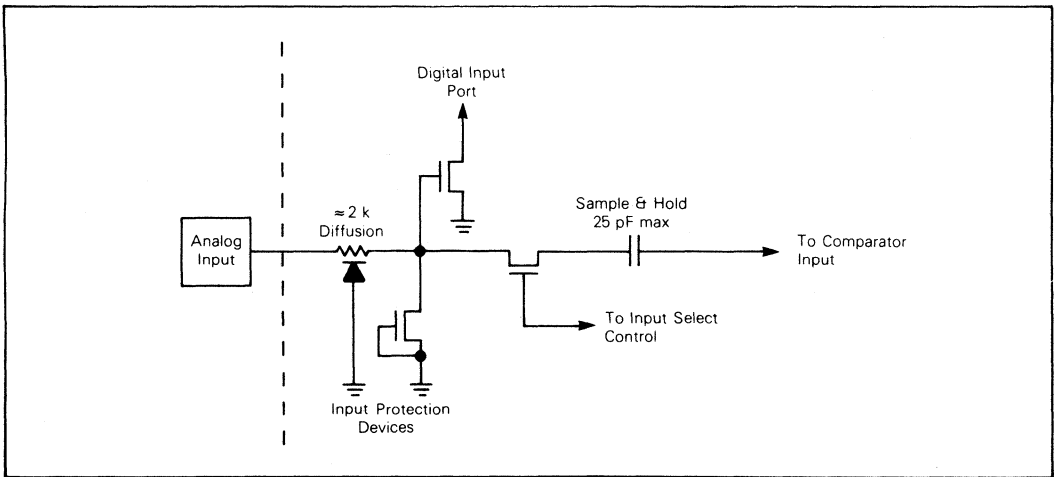 Digital Input
Port
≈2 k
Diffusion
Sample & Hold
25 pF max
Analog
Input
To Comparator
Input
To Input Select
Control
Input Protection
Devices